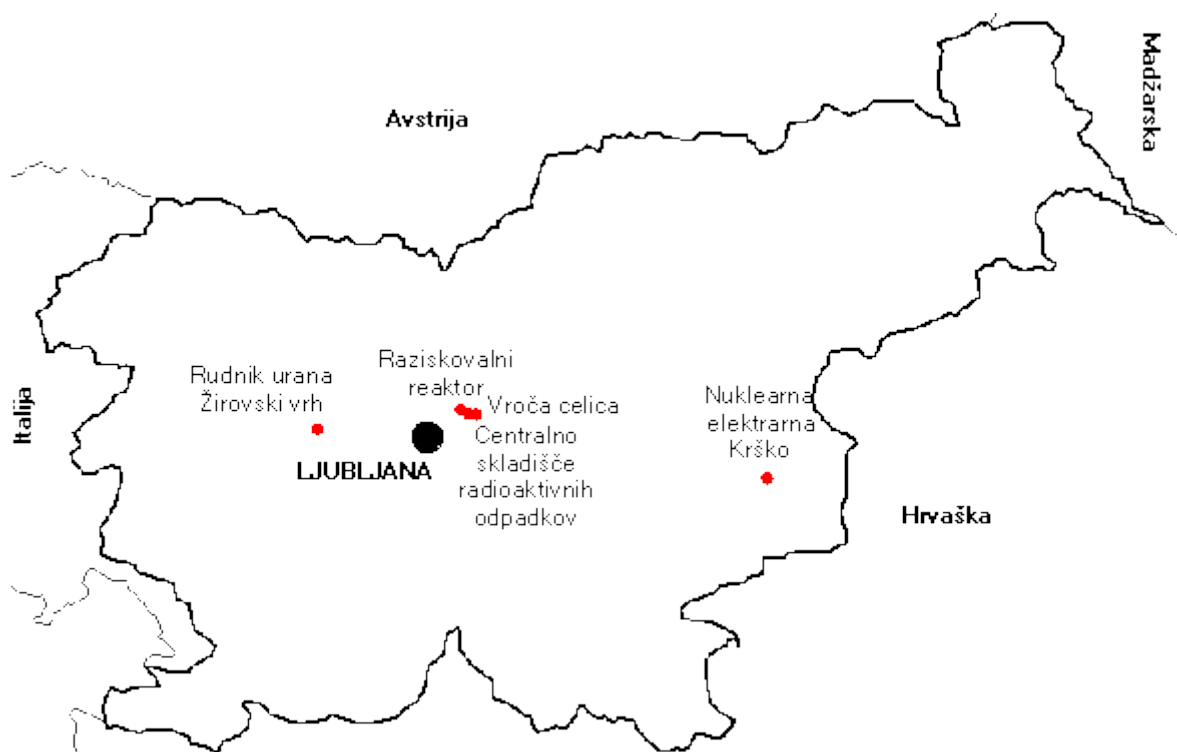 Avstrija
Madžarska
Italija
Rudnik urana
Žirovski vrh
Raziskovalni
reaktor
Vroča celica
Centralno
skladišče
radioaktivnih
odpadkov
LJUBLJANA
Nuklearna
elektrarna
Krško
Hrvaška